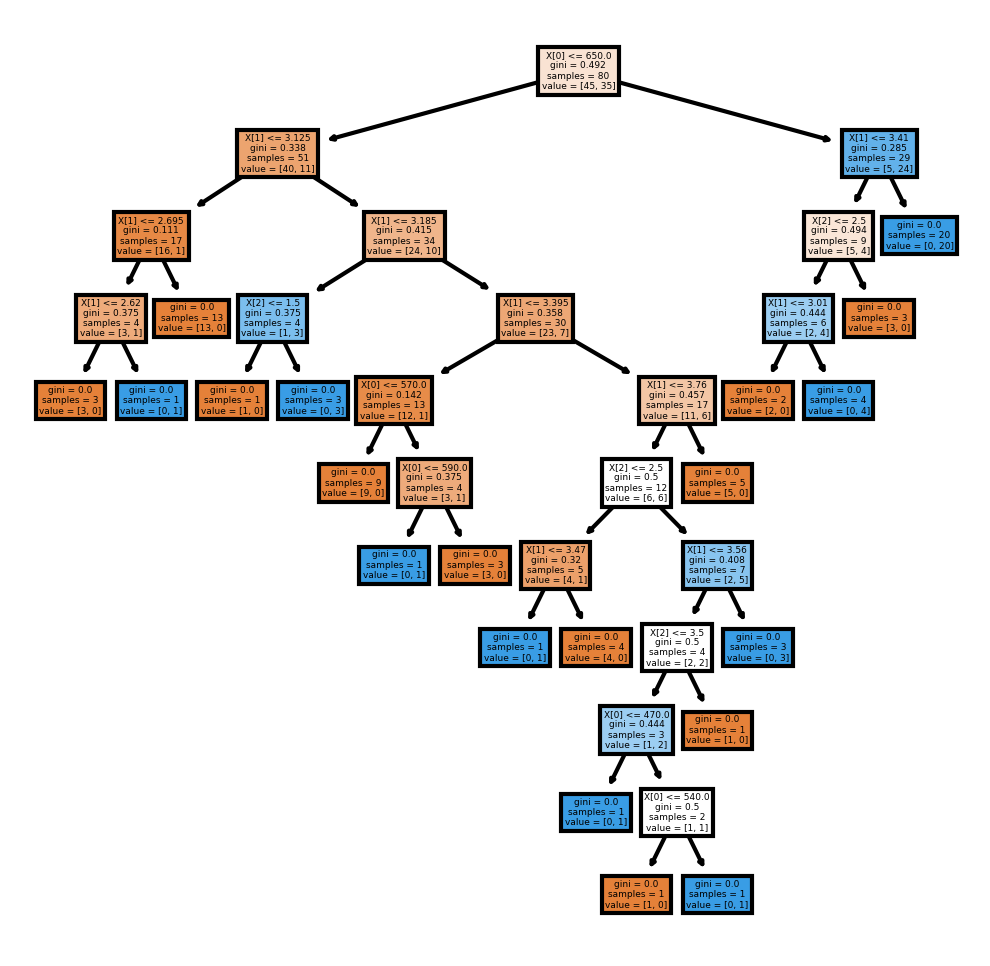 X[0] <= 650.0
gini = 0.492
samples = 80
value = [45, 35]
X[1] <= 3.125
gini = 0.338
samples = 51
value = [40, 11]
X[1] <= 3.41
gini = 0.285
samples = 29
value = [5, 24]
X[1] <= 2.695
gini = 0.111
samples = 17
value = [16, 1]
X[1] <= 3.185
gini = 0.415
samples = 34
value = [24, 10]
X[2] <= 2.5
gini = 0.494
samples = 9
value = [5, 4]
gini = 0.0
samples = 20
value = [0, 20]
X[1] <= 2.62
gini = 0.375
samples = 4
value = [3, 1]
gini = 0.0
samples = 13
value = [13, 0]
X[2] <= 1.5
gini = 0.375
samples = 4
value = [1, 3]
X[1] <= 3.395
gini = 0.358
samples = 30
value = [23, 7]
X[1] <= 3.01
gini = 0.444
samples = 6
value = [2, 4]
gini = 0.0
samples = 3
value = [3, 0]
gini = 0.0
samples = 3
value = [3, 0]
gini = 0.0
samples = 1
value = [0, 1]
gini = 0.0
samples = 1
value = [1, 0]
gini = 0.0
samples = 3
value = [0, 3]
X[0] <= 570.0
gini = 0.142
samples = 13
value = [12, 1]
X[1] <= 3.76
gini = 0.457
samples = 17
value = [11, 6]
gini = 0.0
samples = 2
value = [2, 0]
gini = 0.0
samples = 4
value = [0, 4]
gini = 0.0
samples = 9
value = [9, 0]
X[0] <= 590.0
gini = 0.375
samples = 4
value = [3, 1]
X[2] <= 2.5
gini = 0.5
samples = 12
value = [6, 6]
gini = 0.0
samples = 5
value = [5, 0]
gini = 0.0
samples = 1
value = [0, 1]
gini = 0.0
samples = 3
value = [3, 0]
X[1] <= 3.47
gini = 0.32
samples = 5
value = [4, 1]
X[1] <= 3.56
gini = 0.408
samples = 7
value = [2, 5]
gini = 0.0
samples = 1
value = [0, 1]
gini = 0.0
samples = 4
value = [4, 0]
X[2] <= 3.5
gini = 0.5
samples = 4
value = [2, 2]
gini = 0.0
samples = 3
value = [0, 3]
X[0] <= 470.0
gini = 0.444
samples = 3
value = [1, 2]
gini = 0.0
samples = 1
value = [1, 0]
gini = 0.0
samples = 1
value = [0, 1]
X[0] <= 540.0
gini = 0.5
samples = 2
value = [1, 1]
gini = 0.0
samples = 1
value = [1, 0]
gini = 0.0
samples = 1
value = [0, 1]